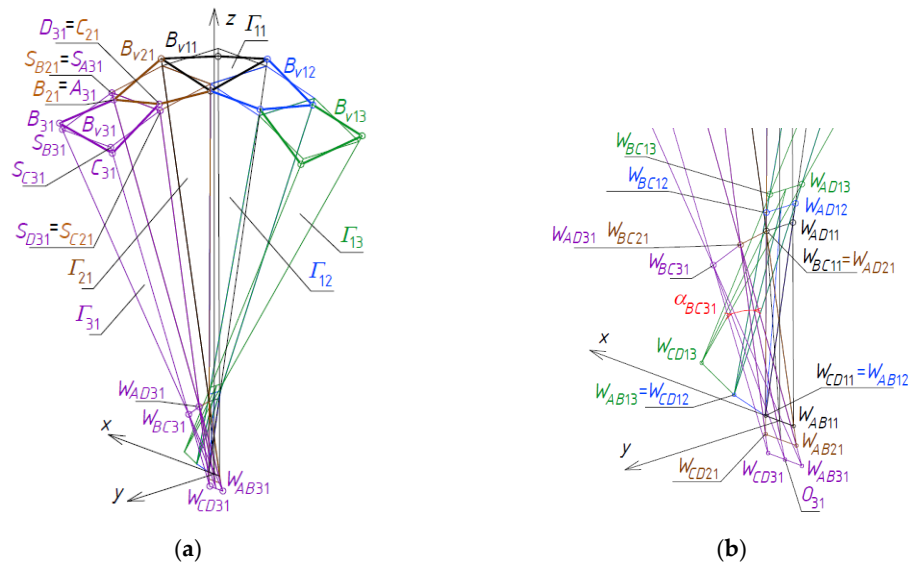 D31=C21
z
Γ11
Bv21
Bv11
SB21=SA31
Bv12
B21=A31
B31
Bv31
Bv13
SB31
SC31
C31
SD31=SC21
Γ13
Γ21
Γ12
Γ31
WAD31
WBC31
x
y
WAB31
WCD31
(a)
WBC13
WBC12
WAD13
WAD12
WAD31
WBC21
WAD11
WBC31
WBC11=WAD21
αBC31
x
WCD13
WCD11=WAB12
WAB13=WCD12
WAB11
y
WAB21
WCD21
WCD31
WAB31
O31
(b)